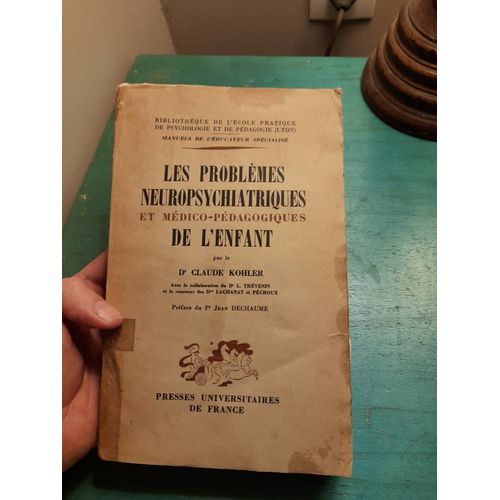 BIBLIOTHÈQUE DE L'ÉCOLE PRATIQUE
DE PSYCHOLOGIE ET DE PÉDAGOGIE (LYON)
MANUELS DE L'ÉDUCATEUR SPÉCIALISÉ
LES PROBLÈMES
NEUROPSYCHIATRIQUES
ET MÉDICO-PÉDAGOGIQUES
DE L'ENFANT
par le
Dr CLAUDE KOHLER
Avec la collaboration du Dr L. THÉVENIN
et le concours des Drs LACHANAT et PÉCHOUX
Préface du Pr JEAN DECHAUME
PRESSES UNIVERSITAIRES
DE FRANCE